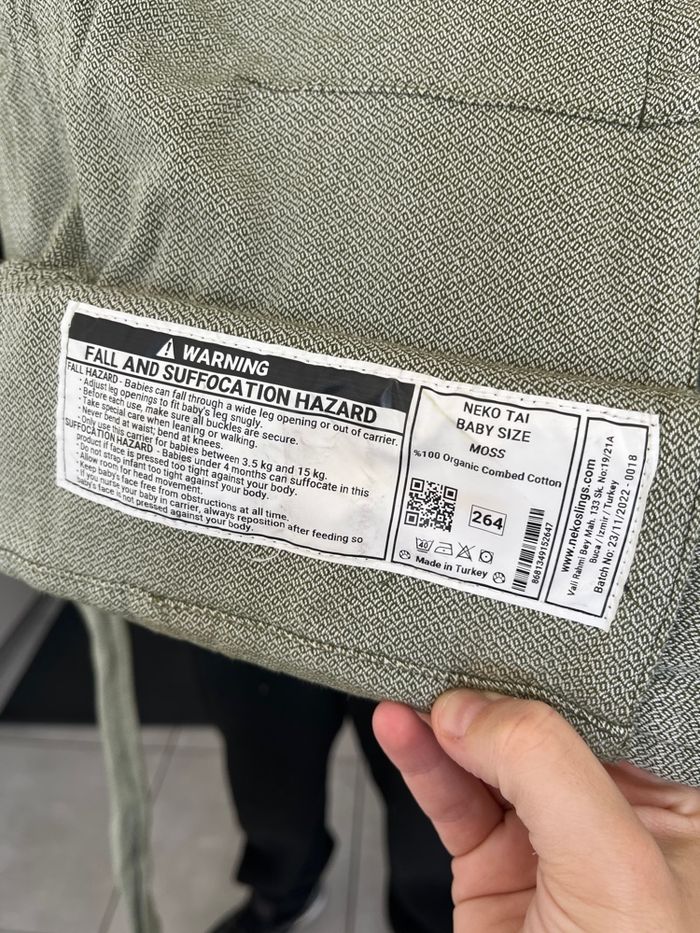 ⚠ WARNING
FALL AND SUFFOCATION HAZARD
FALL HAZARD - Babies can fall through a wide leg opening or out of carrier.
- Adjust leg openings to fit baby's leg snugly.
- Before each use, make sure all buckles are secure.
- Take special care when leaning or walking.
- Never bend at waist; bend at knees.
- Only use this carrier for babies between 3.5 kg and 15 kg.
SUFFOCATION HAZARD - Babies under 4 months can suffocate in this
product if face is pressed too tight against your body.
- Do not strap infant too tight against your body.
- Allow room for head movement.
- Keep baby's face free from obstructions at all time.
- If you nurse your baby in carrier, always reposition after feeding so
baby's face is not pressed against your body.
NEKO TAI
BABY SIZE
MOSS
%100 Organic Combed Cotton
264
40
Made in Turkey
8681349152647
www.nekoslings.com
Vali Rahmi Bey Mah. 133 Sk. No:19/21A
Buca / Izmir / Turkey
Batch No: 23/11/2022 - 0018